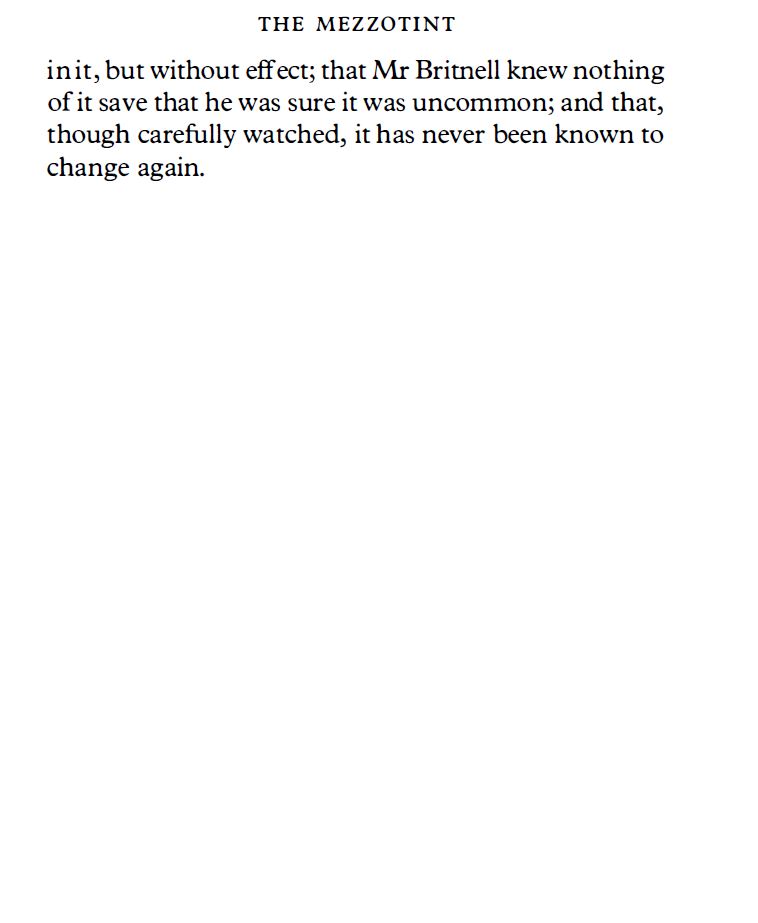 THE MEZZOTINT
in it, but without effect; that Mr Britnell knew nothing
of it save that he was sure it was uncommon; and that,
though carefully watched, it has never been known to
change again.